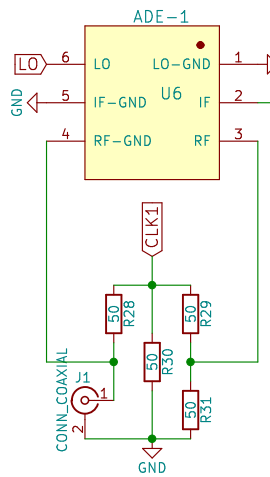 ADE-1
LO 6 LO LO-GND 1
U6
GND 5 IF-GND IF 2
4 RF-GND RF 3
CLK1
50 R28
50 R29
50 R30
50 R31
CONN_COAXIAL
J1
1
2
GND